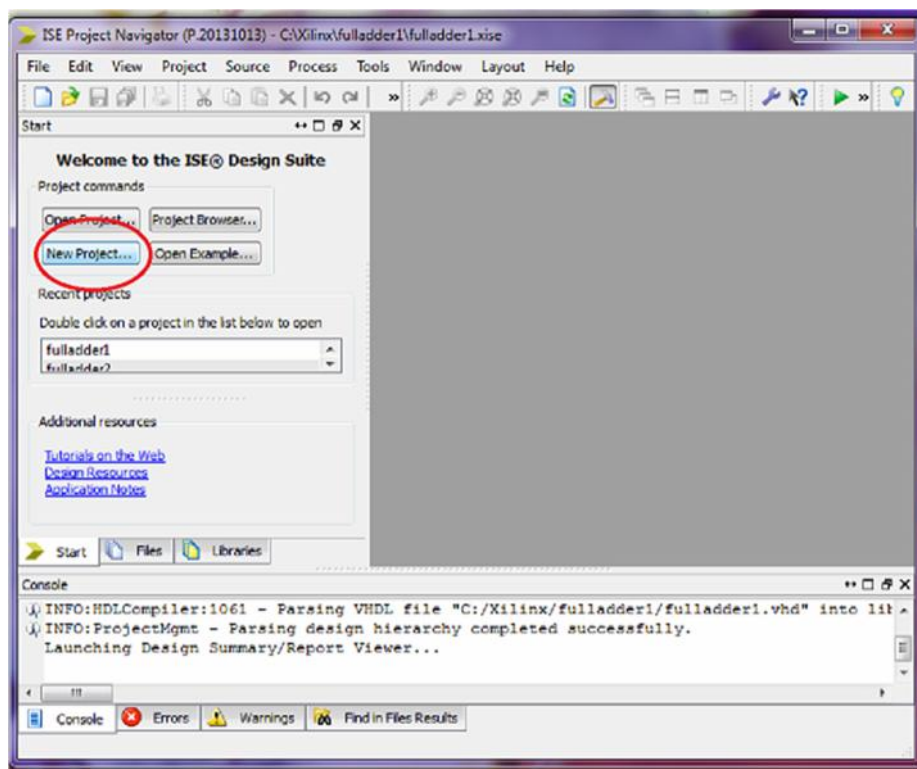 ISE Project Navigator (P.20131013) - C:\Xilinx\fulladder1\fulladder1.xise
File Edit View Project Source Process Tools Window Layout Help
Start
Welcome to the ISE® Design Suite
Project commands
Open Project... Project Browser...
New Project... Open Example...
Recent projects
Double click on a project in the list below to open
fulladder1
fulladder2
Additional resources
Tutorials on the Web
Design Resources
Application Notes
Start Files Libraries
Console
INFO:HDLCompiler:1061 - Parsing VHDL file "C:/Xilinx/fulladder1/fulladder1.vhd" into lib
INFO:ProjectMgmt - Parsing design hierarchy completed successfully.
Launching Design Summary/Report Viewer...
Console Errors Warnings Find in Files Results